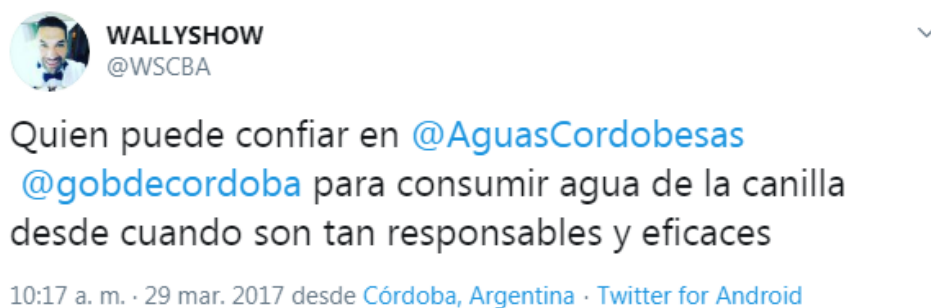 WALLYSHOW
@WSCBA
Quien puede confiar en @AguasCordobesas
@gobdecordoba para consumir agua de la canilla
desde cuando son tan responsables y eficaces
10:17 a. m. · 29 mar. 2017 desde Córdoba, Argentina · Twitter for Android